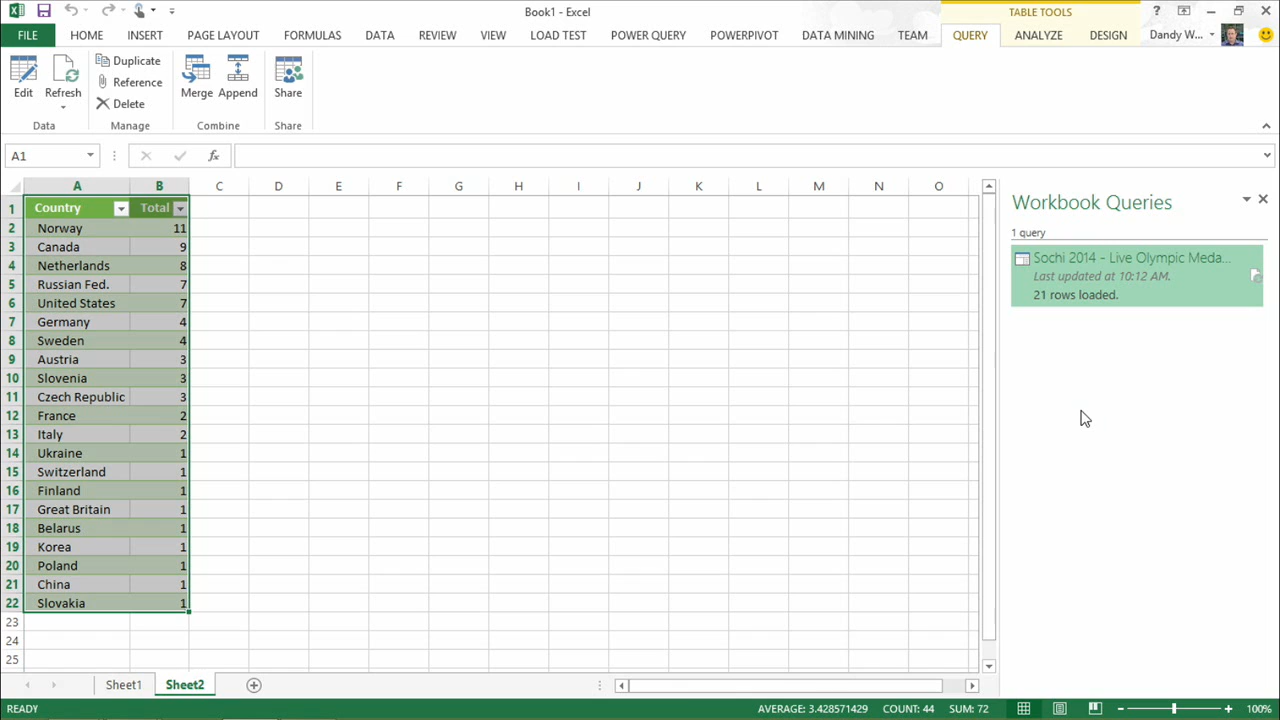 Book1 - Excel
TABLE TOOLS
?
FILE HOME INSERT PAGE LAYOUT FORMULAS DATA REVIEW VIEW LOAD TEST POWER QUERY POWERPIVOT DATA MINING TEAM QUERY ANALYZE DESIGN Dandy W...
Edit Refresh Duplicate Reference Delete Merge Append Share
Data Manage Combine Share
A1 fx
A B C D E F G H I J K L M N O
1 Country Total
2 Norway 11
3 Canada 9
4 Netherlands 8
5 Russian Fed. 7
6 United States 7
7 Germany 4
8 Sweden 4
9 Austria 3
10 Slovenia 3
11 Czech Republic 3
12 France 2
13 Italy 2
14 Ukraine 1
15 Switzerland 1
16 Finland 1
17 Great Britain 1
18 Belarus 1
19 Korea 1
20 Poland 1
21 China 1
22 Slovakia 1
23
24
25
Workbook Queries
1 query
Sochi 2014 - Live Olympic Meda...
Last updated at 10:12 AM.
21 rows loaded.
Sheet1 Sheet2
READY AVERAGE: 3.428571429 COUNT: 44 SUM: 72 100%